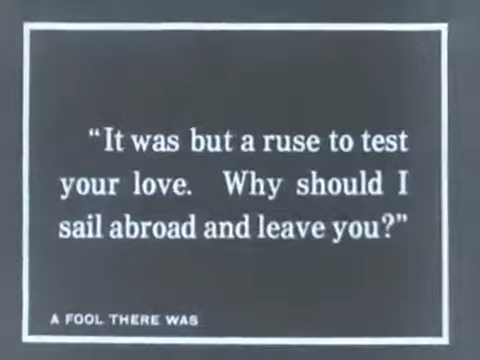 “It was but a ruse to test
your love. Why should I
sail abroad and leave you?”
A FOOL THERE WAS